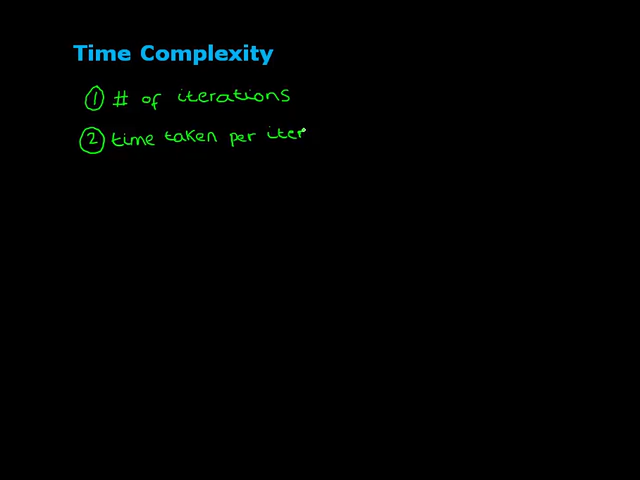 Time Complexity
① # of iterations
② time taken per iter